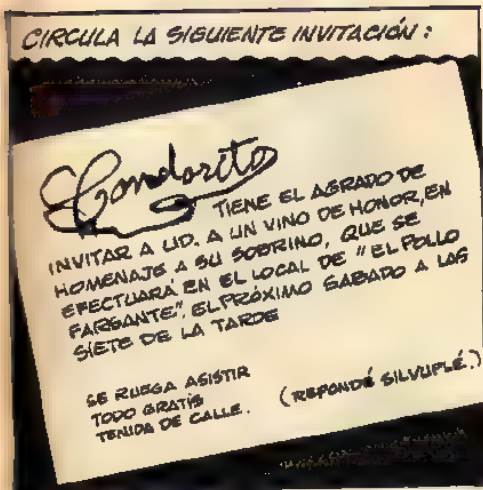 CIRCULA LA SIGUIENTE INVITACIÓN:
Condorito
TIENE EL AGRADO DE
INVITAR A UD. A UN VINO DE HONOR, EN
HOMENAJE A SU SOBRINO, QUE SE
EFECTUARÁ EN EL LOCAL DE "EL POLLO
FARSANTE", EL PRÓXIMO SABADO A LAS
SIETE DE LA TARDE
SE RUEGA ASISTIR
TODO GRATIS
TENIDA DE CALLE. (REPONDÉ SILVUPLÉ.)